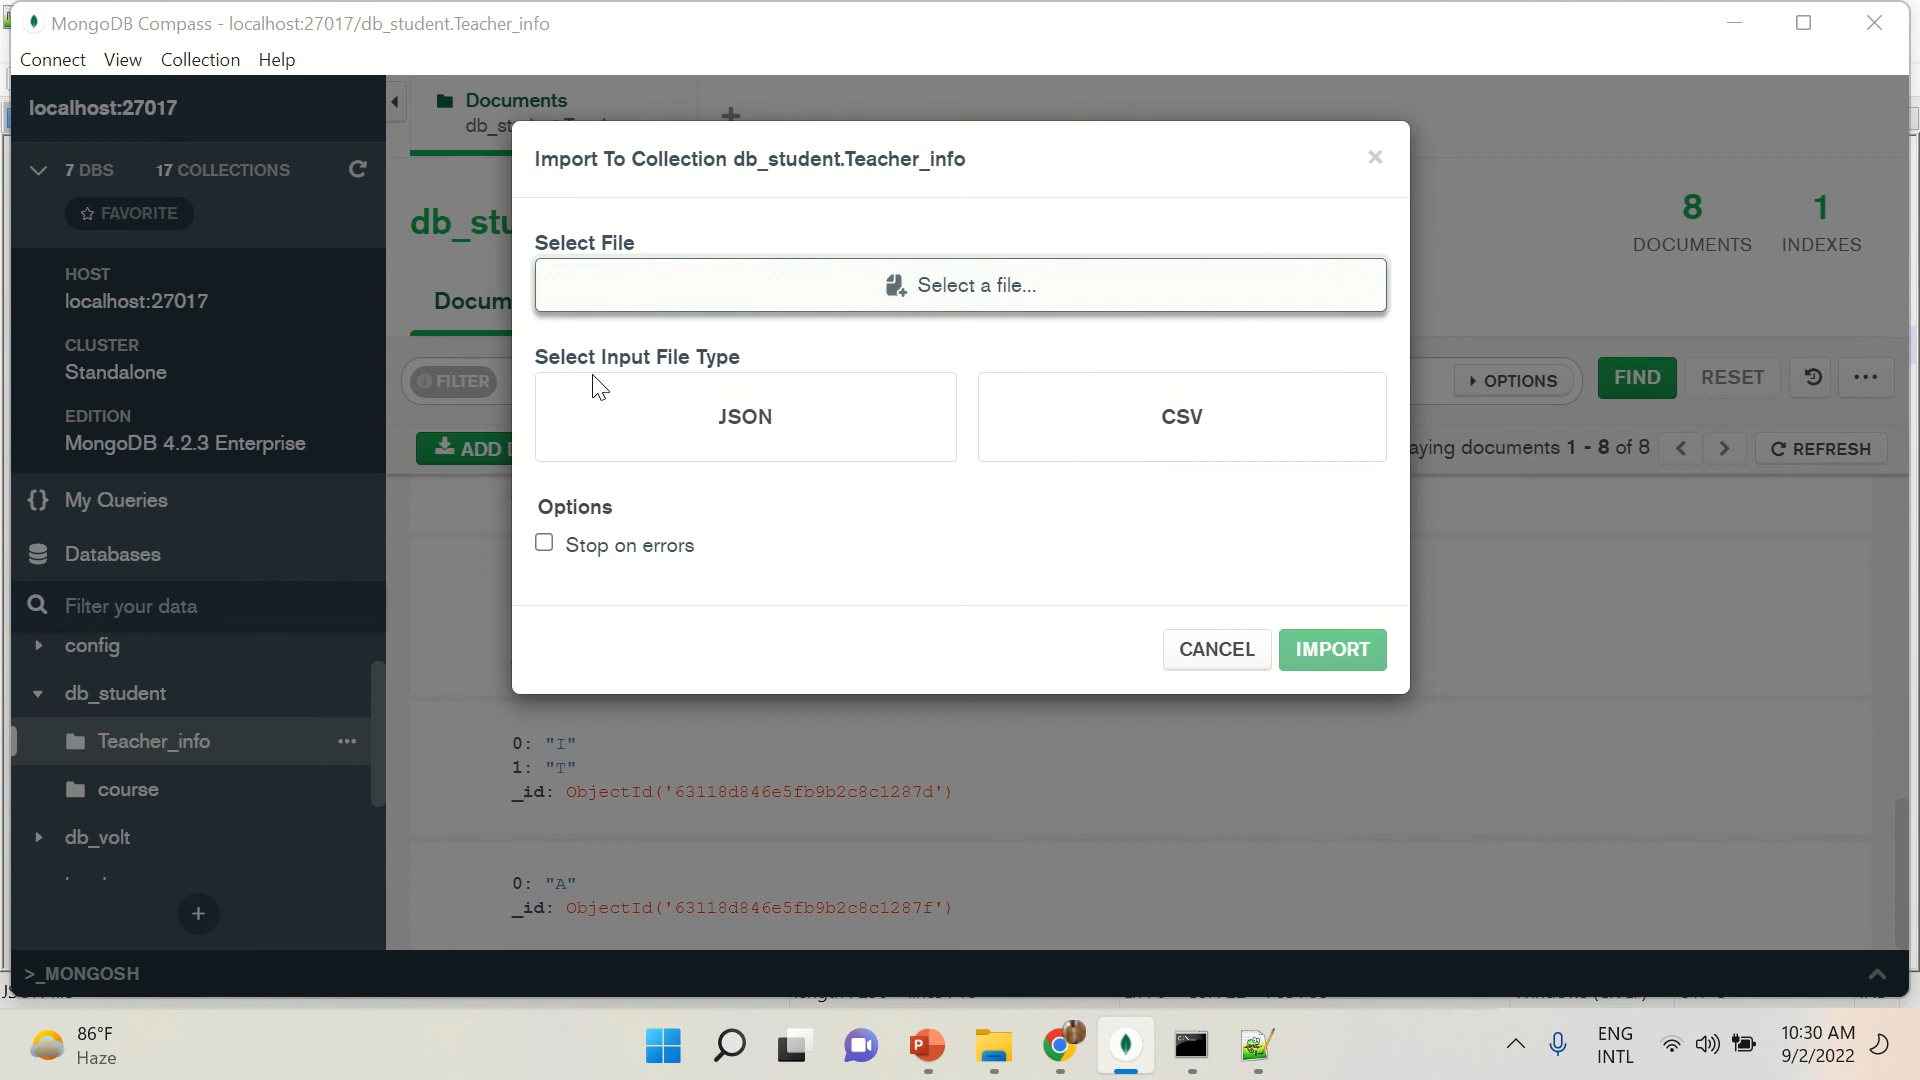 MongoDB Compass - localhost:27017/db_student.Teacher_info
Connect View Collection Help
localhost:27017
7 DBS 17 COLLECTIONS
FAVORITE
HOST
localhost:27017
CLUSTER
Standalone
EDITION
MongoDB 4.2.3 Enterprise
My Queries
Databases
Filter your data
config
db_student
Teacher_info
course
db_volt
>_MONGOSH
Documents
8
DOCUMENTS
1
INDEXES
FILTER
OPTIONS
FIND
RESET
ADD
documents 1 - 8 of 8
REFRESH
Import To Collection db_student.Teacher_info
Select File
Select a file...
Select Input File Type
JSON
CSV
Options
Stop on errors
CANCEL
IMPORT
0: "I"
1: "T"
_id: ObjectId('63118d846e5fb9b2c8c1287d')
0: "A"
_id: ObjectId('63118d846e5fb9b2c8c1287f')
86°F
Haze
ENG
INTL
10:30 AM
9/2/2022